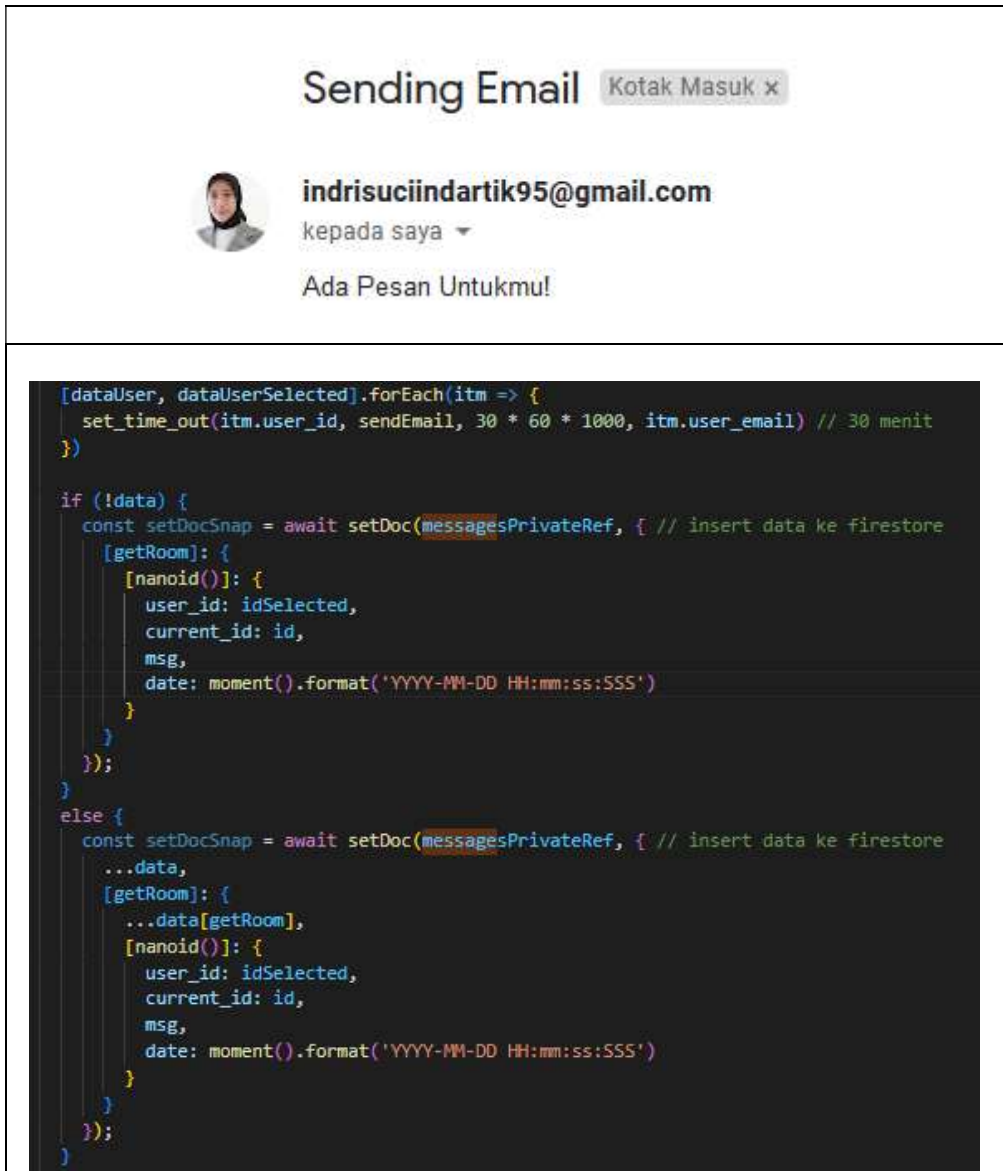 Sending Email Kotak Masuk x
indrisuciindartik95@gmail.com
kepada saya
Ada Pesan Untukmu!
[dataUser, dataUserSelected].forEach(itm => {
set_time_out(itm.user_id, sendEmail, 30 * 60 * 1000, itm.user_email) // 30 menit
})
if (!data) {
const setDocSnap = await setDoc(messagesPrivateRef, { // insert data ke firestore
[getRoom]: {
[nanoid()]: {
user_id: idSelected,
current_id: id,
msg,
date: moment().format('YYYY-MM-DD HH:mm:ss:SSS')
}
}
});
}
else {
const setDocSnap = await setDoc(messagesPrivateRef, { // insert data ke firestore
...data,
[getRoom]: {
...data[getRoom],
[nanoid()]: {
user_id: idSelected,
current_id: id,
msg,
date: moment().format('YYYY-MM-DD HH:mm:ss:SSS')
}
}
});
}